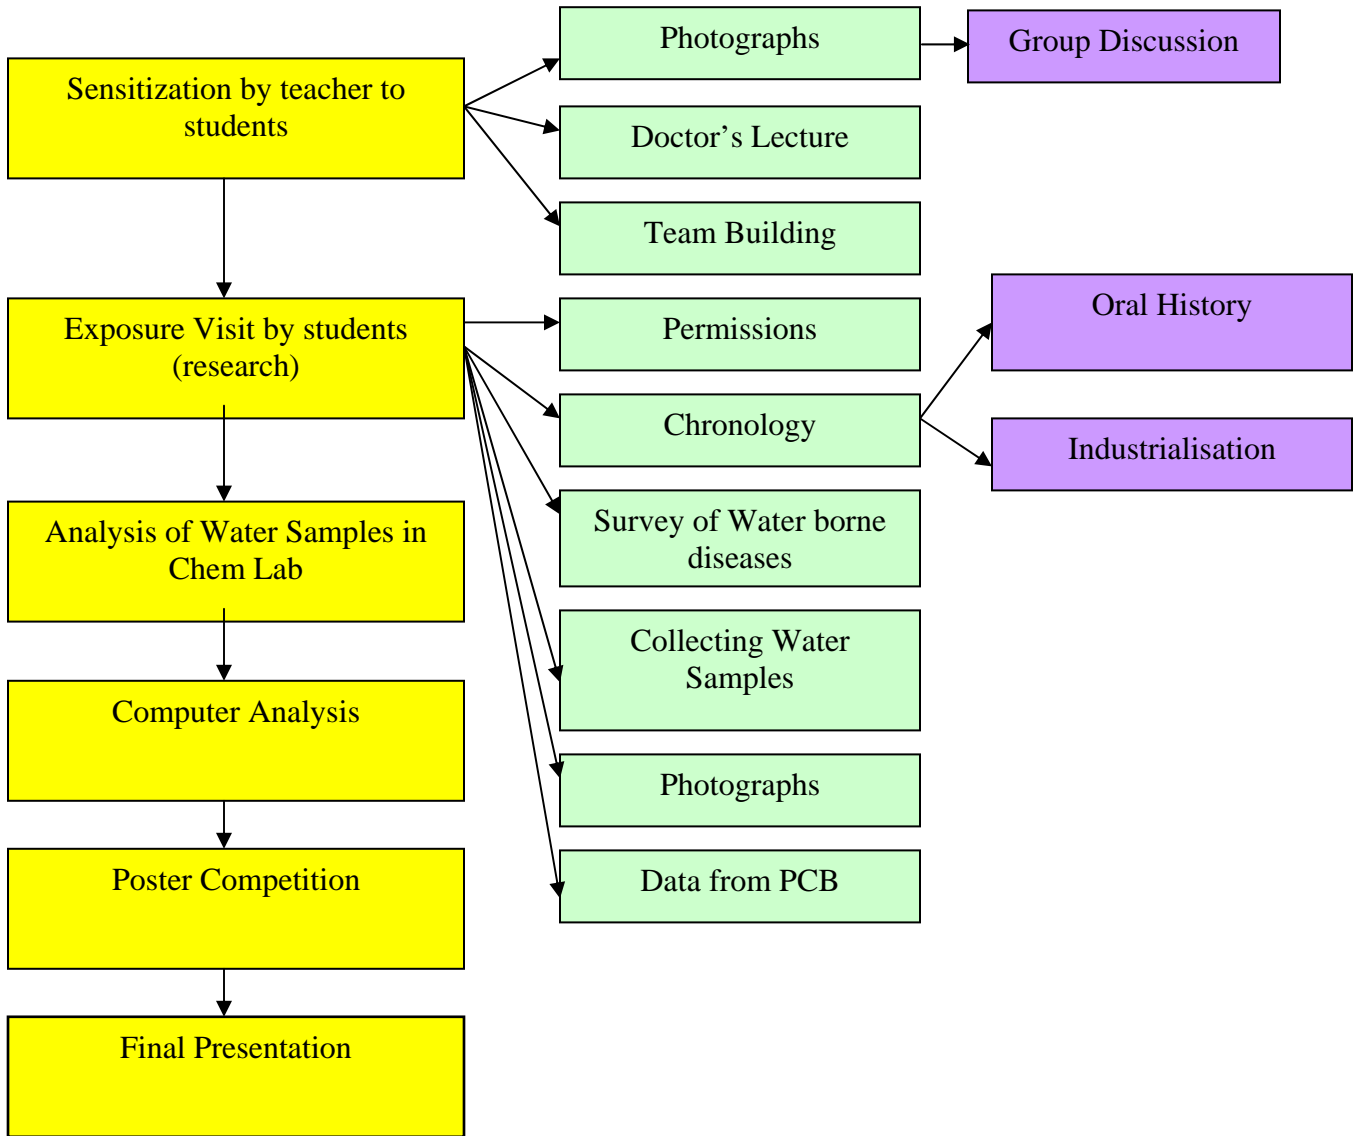 Photographs
Group Discussion
Sensitization by teacher to
students
Doctor’s Lecture
Team Building
Exposure Visit by students
(research)
Permissions
Oral History
Chronology
Industrialisation
Analysis of Water Samples in
Chem Lab
Survey of Water borne
diseases
Collecting Water
Samples
Computer Analysis
Photographs
Poster Competition
Data from PCB
Final Presentation